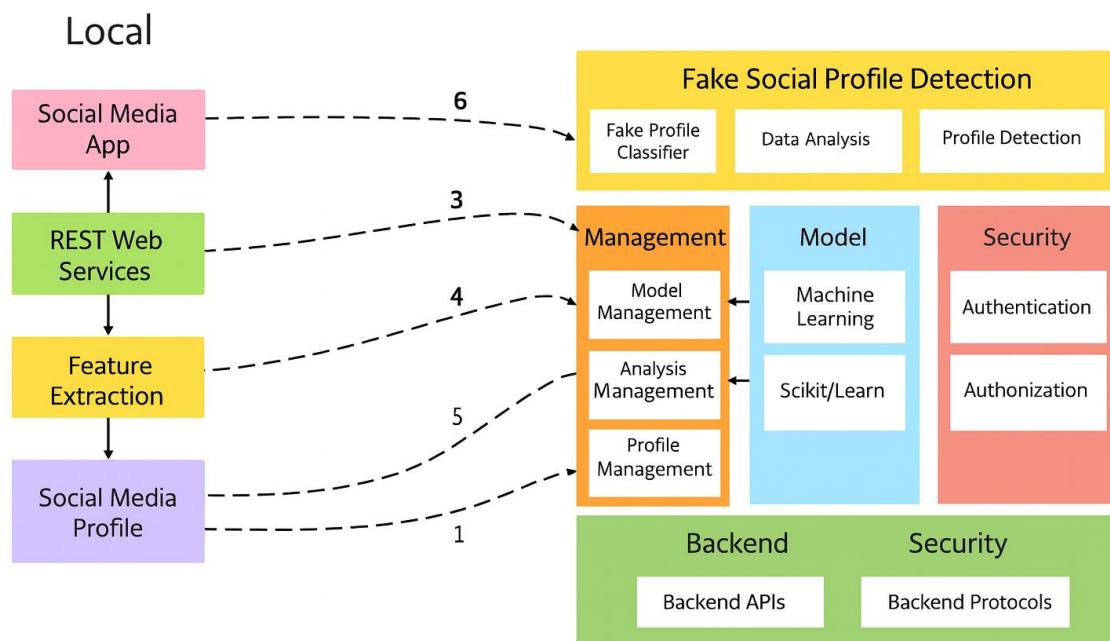 Local
Social Media
App
REST Web
Services
Feature
Extraction
Social Media
Profile
6
3
4
5
1
Fake Social Profile Detection
Fake Profile
Classifier
Data Analysis
Profile Detection
Management
Model
Management
Analysis
Management
Profile
Management
Model
Machine
Learning
Scikit/Learn
Security
Authentication
Authonization
Backend
Security
Backend APIs
Backend Protocols